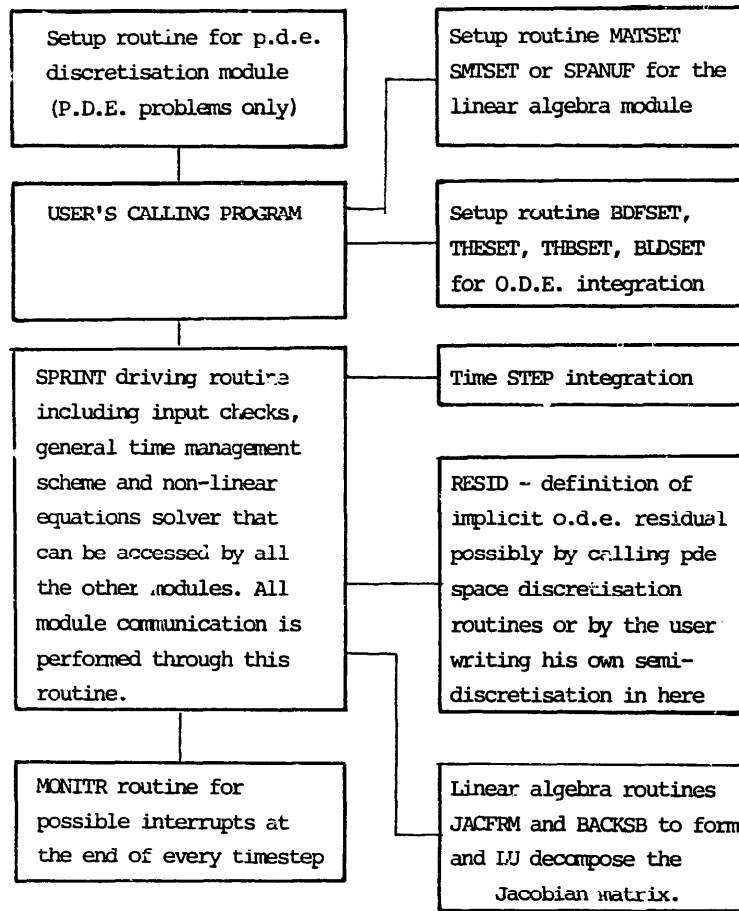 Setup routine for p.d.e.
discretisation module
(P.D.E. problems only)
Setup routine MATSET
SMTSET or SPANUF for the
linear algebra module
USER'S CALLING PROGRAM
Setup routine BDFSET,
THESET, THBSET, BLDSET
for O.D.E. integration
SPRINT driving routine
including input checks,
general time management
scheme and non-linear
equations solver that
can be accessed by all
the other modules. All
module communication is
performed through this
routine.
Time STEP integration
RESID - definition of
implicit o.d.e. residual
possibly by calling pde
space discretisation
routines or by the user
writing his own semi-
discretisation in here
MONITR routine for
possible interrupts at
the end of every timestep
Linear algebra routines
JACFRM and BACKSB to form
and LU decompose the
Jacobian matrix.